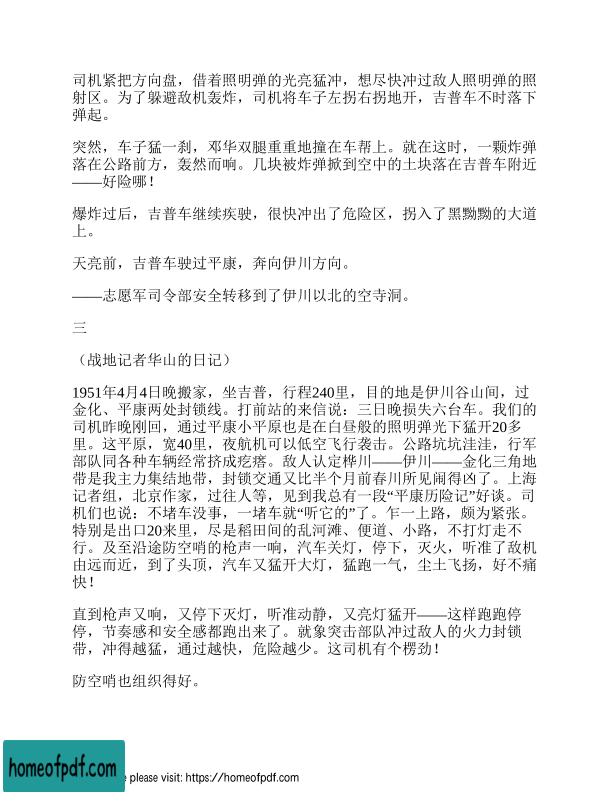 司机紧把方向盘，借着照明弹的光亮猛冲，想尽快冲过敌人照明弹的照
射区。为了躲避敌机轰炸，司机将车子左拐右拐地开，吉普车不时落下
弹起。
突然，车子猛一刹，邓华双腿重重地撞在车帮上。就在这时，一颗炸弹
落在公路前方，轰然而响。几块被炸弹掀到空中的土块落在吉普车附近
——好险哪！
爆炸过后，吉普车继续疾驶，很快冲出了危险区，拐入了黑黝黝的大道
上。
天亮前，吉普车驶过平康，奔向伊川方向。
——志愿军司令部安全转移到了伊川以北的空寺洞。
三
（战地记者华山的日记）
1951年4月4日晚搬家，坐吉普，行程240里，目的地是伊川谷山间，过
金化、平康两处封锁线。打前站的来信说：三日晚损失六台车。我们的
司机昨晚刚回，通过平康小平原也是在白昼般的照明弹光下猛开20多
里。这平原，宽40里，夜航机可以低空飞行袭击。公路坑坑洼洼，行军
部队同各种车辆经常挤成疙瘩。敌人认定桦川——伊川——金化三角地
带是我主力集结地带，封锁交通又比半个月前春川所见闹得凶了。上海
记者组，北京作家，过往人等，见到我总有一段“平康历险记”好谈。司
机们也说：不堵车没事，一堵车就“听它的”了。乍一上路，颇为紧张。
特别是出口20来里，尽是稻田间的乱河滩、便道、小路，不打灯走不
行。及至沿途防空哨的枪声一响，汽车关灯，停下，灭火，听准了敌机
由远而近，到了头顶，汽车又猛开大灯，猛跑一气，尘土飞扬，好不痛
快！
直到枪声又响，又停下灭灯，听准动静，又亮灯猛开——这样跑跑停
停，节奏感和安全感都跑出来了。就象突击部队冲过敌人的火力封锁
带，冲得越猛，通过越快，危险越少。这司机有个楞劲！
防空哨也组织得好。
homeofpdf.com
e please visit: https://homeofpdf.com